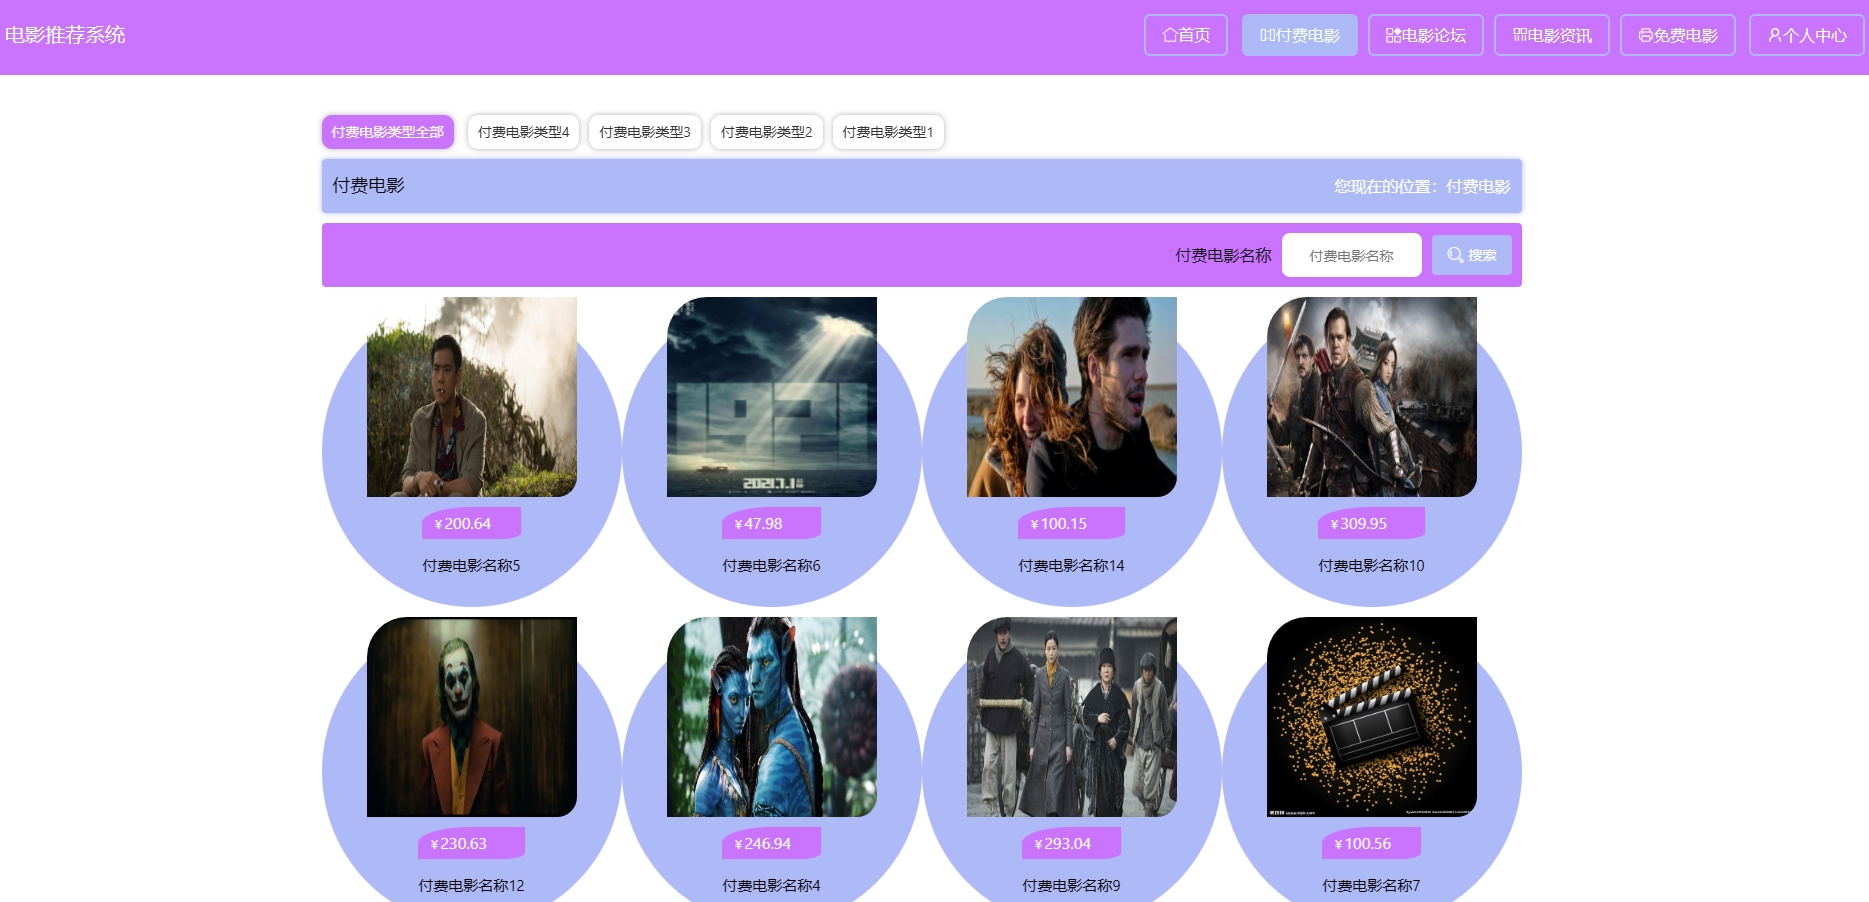 电影推荐系统
首页
付费电影
电影论坛
电影资讯
免费电影
个人中心
付费电影类型全部
付费电影类型4
付费电影类型3
付费电影类型2
付费电影类型1
付费电影
您现在的位置：付费电影
付费电影名称
付费电影名称
搜索
1921
2021.7.1
¥200.64
¥47.98
¥100.15
¥309.95
付费电影名称5
付费电影名称6
付费电影名称14
付费电影名称10
¥230.63
¥246.94
¥293.04
¥100.56
付费电影名称12
付费电影名称4
付费电影名称9
付费电影名称7